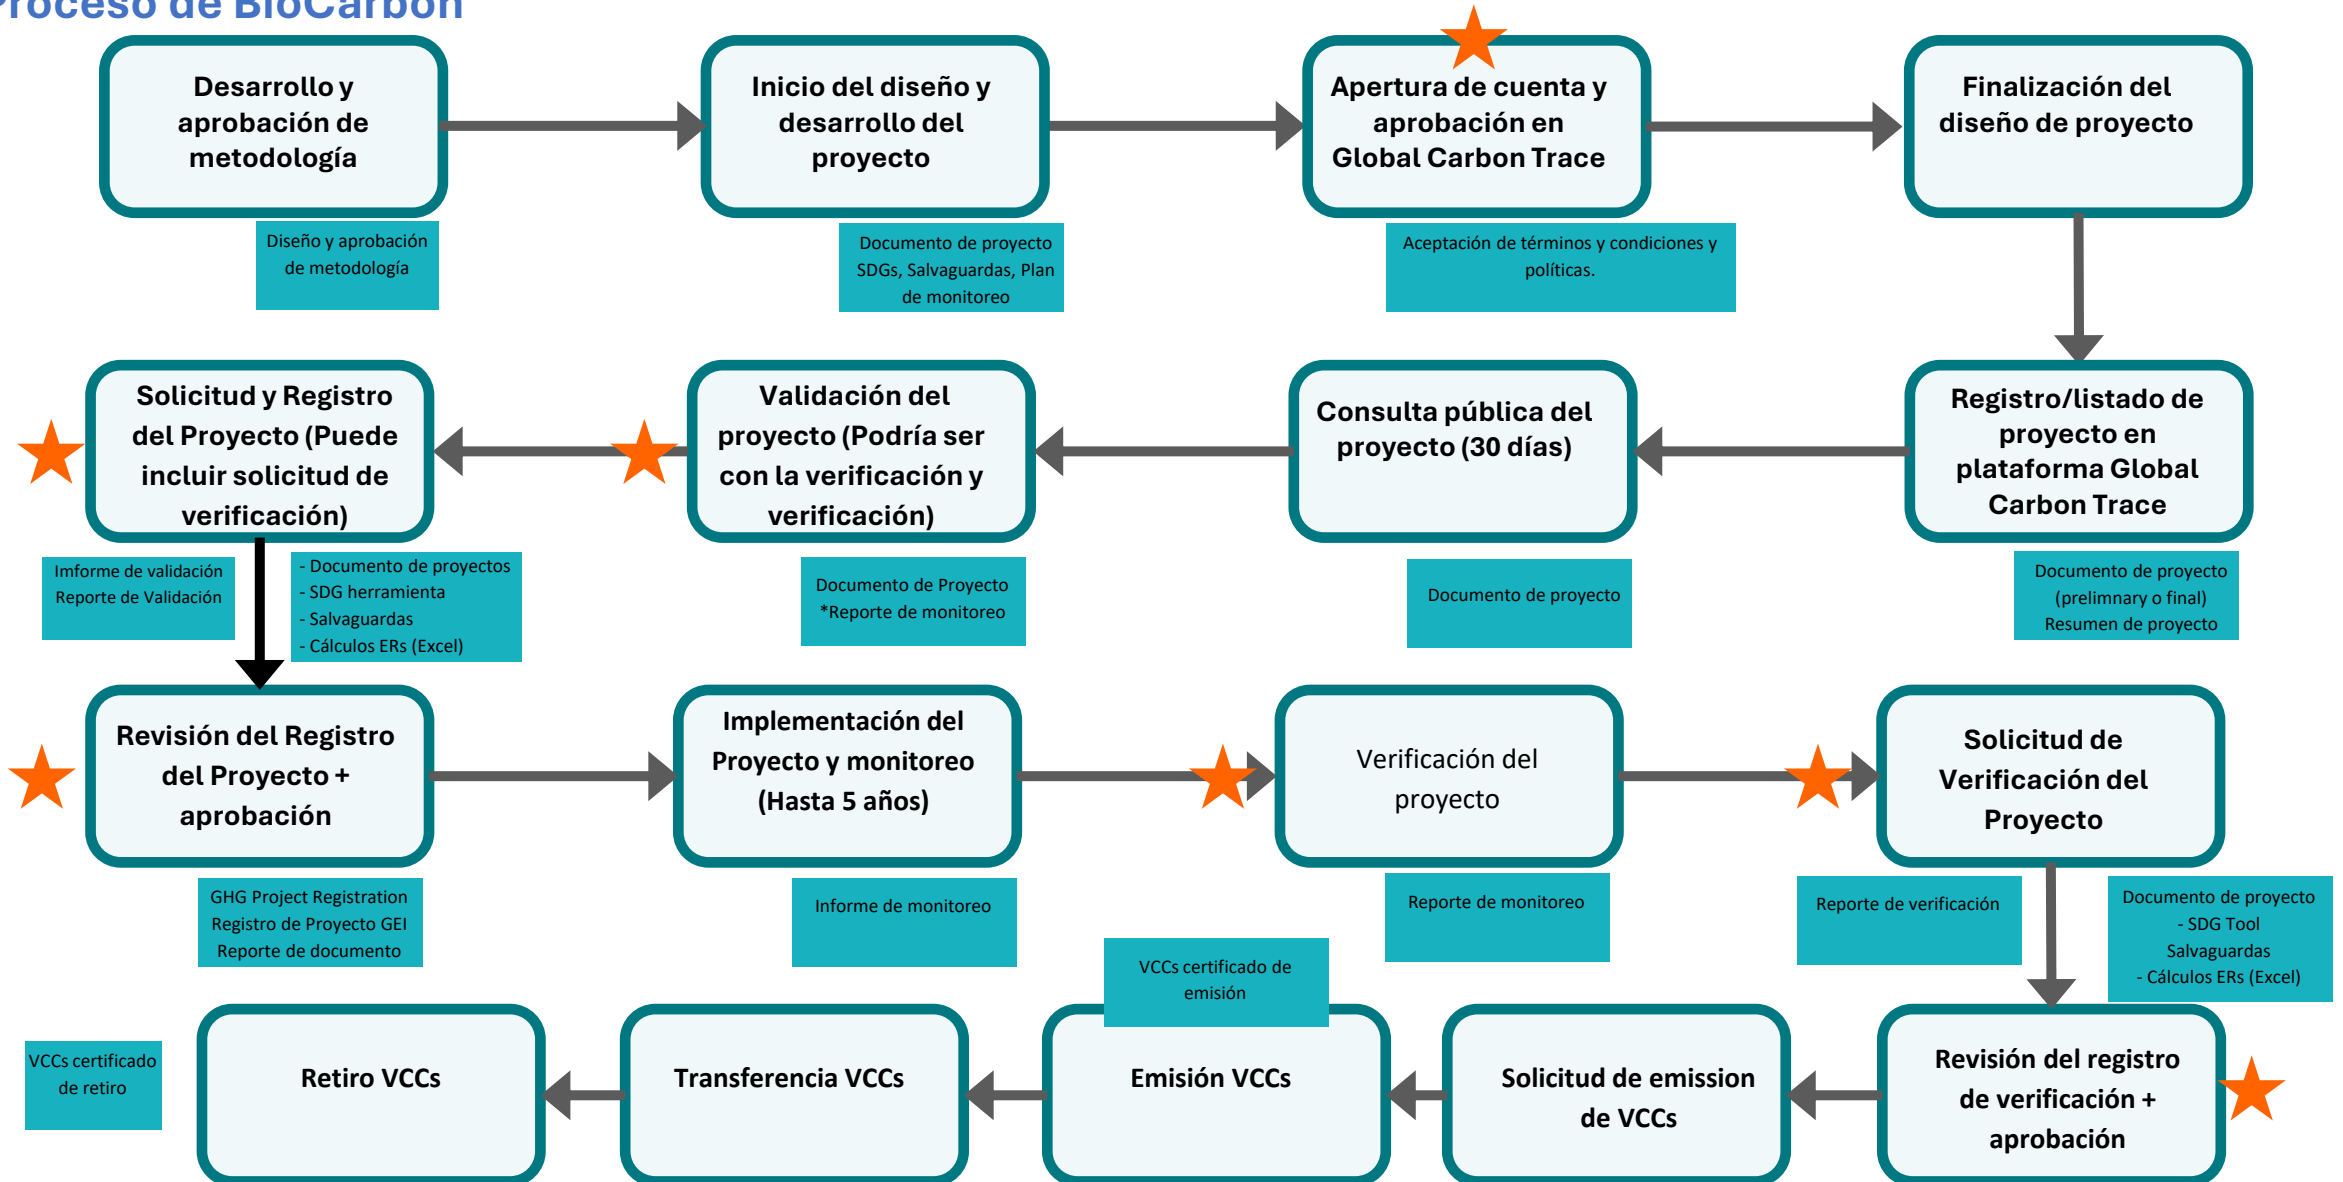 Proceso de BioCarbon
Desarrollo y
aprobación de
metodología
Inicio del diseño y
desarrollo del
proyecto
Apertura de cuenta y
aprobación en
Global Carbon Trace
Finalización del
diseño de proyecto
Diseño y aprobación
de metodología
Documento de proyecto
SDGs, Salvaguardas, Plan
de monitoreo
Aceptación de términos y condiciones y
políticas.
Solicitud y Registro
del Proyecto (Puede
incluir solicitud de
verificación)
Validación del
proyecto (Podría ser
con la verificación y
verificación)
Consulta pública del
proyecto (30 días)
Registro/listado de
proyecto en
plataforma Global
Carbon Trace
Imforme de validación
Reporte de Validación
- Documento de proyectos
- SDG herramienta
- Salvaguardas
- Cálculos ERs (Excel)
Documento de Proyecto
*Reporte de monitoreo
Documento de proyecto
Documento de proyecto
(prelimnary o final)
Resumen de proyecto
Revisión del Registro
del Proyecto +
aprobación
Implementación del
Proyecto y monitoreo
(Hasta 5 años)
Verificación del
proyecto
Solicitud de
Verificación del
Proyecto
GHG Project Registration
Registro de Proyecto GEI
Reporte de documento
Informe de monitoreo
Reporte de monitoreo
Reporte de verificación
Documento de proyecto
- SDG Tool
Salvaguardas
- Cálculos ERs (Excel)
VCCs certificado de
emisión
VCCs certificado
de retiro
Retiro VCCs
Transferencia VCCs
Emisión VCCs
Solicitud de emission
de VCCs
Revisión del registro
de verificación +
aprobación